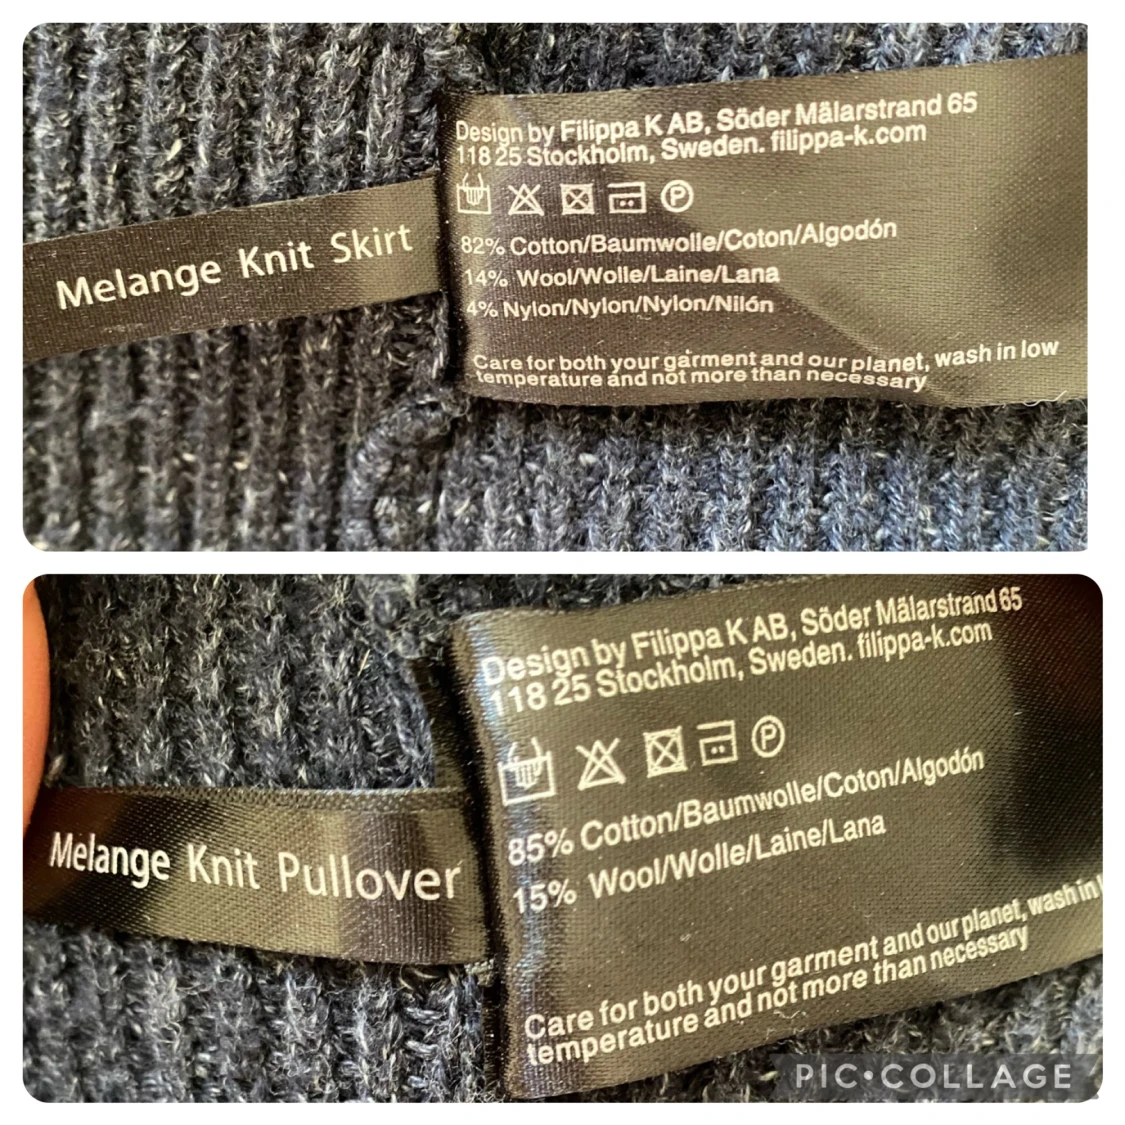 Melange Knit Skirt
Design by Filippa K AB, Söder Mälarstrand 65
118 25 Stockholm, Sweden. filippa-k.com
P
82% Cotton/Baumwolle/Coton/Algodón
14% Wool/Wolle/Laine/Lana
4% Nylon/Nylon/Nylon/Nilón
Care for both your garment and our planet, wash in low
temperature and not more than necessary
Melange Knit Pullover
Design by Filippa K AB, Söder Mälarstrand 65
118 25 Stockholm, Sweden. filippa-k.com
P
85% Cotton/Baumwolle/Coton/Algodón
15% Wool/Wolle/Laine/Lana
Care for both your garment and our planet, wash in
temperature and not more than necessary
PIC•COLLAGE